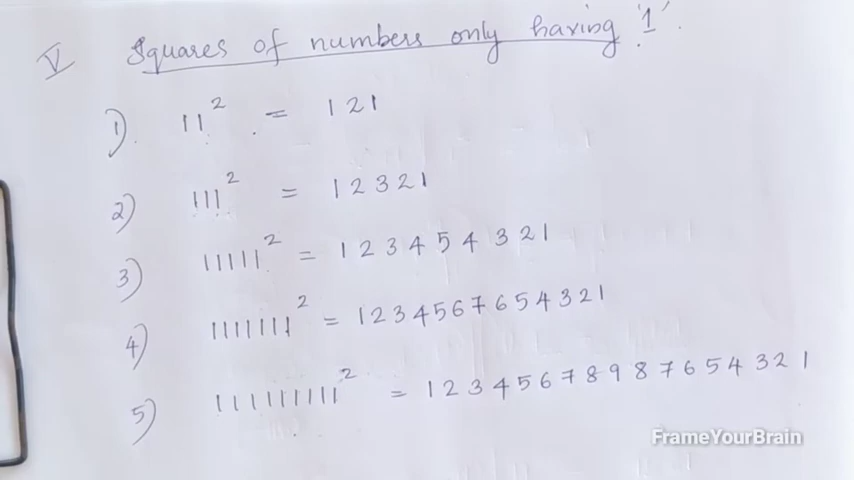 V Squares of numbers only having '1'.
1) 11² = 121
2) 111² = 12321
3) 11111² = 123454321
4) 1111111² = 1234567654321
5) 111111111² = 12345678987654321
FrameYourBrain